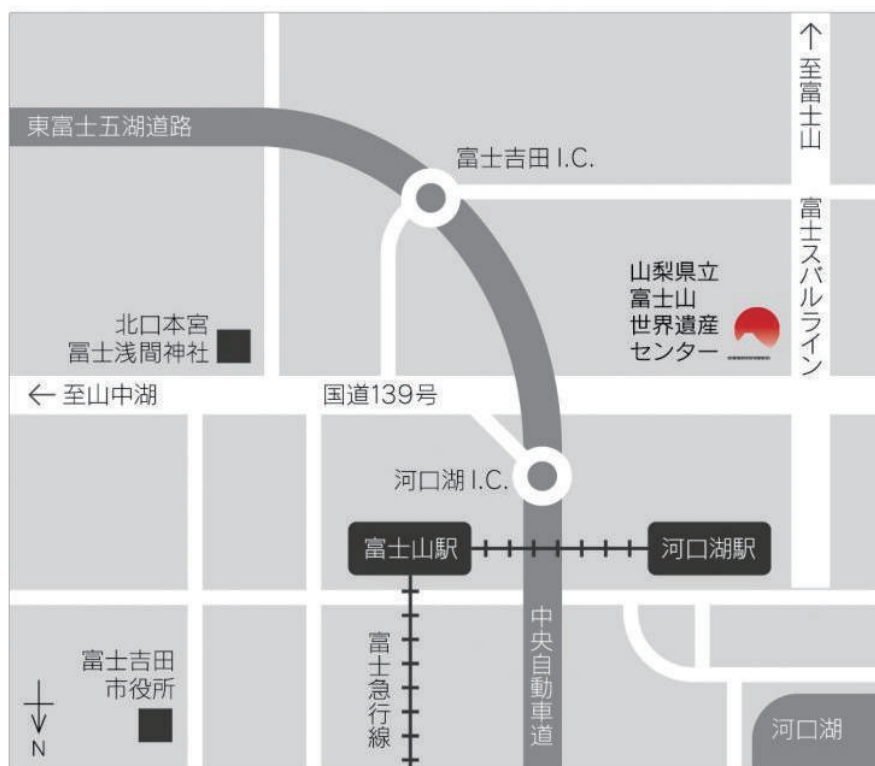 ↑至富士山
東富士五湖道路
富士吉田 I.C.
富士スバルライン
山梨県立
富士山
世界遺産
センター
北口本宮
冨士浅間神社
←至山中湖
国道139号
河口湖 I.C.
富士山駅
河口湖駅
富士急行線
中央自動車道
富士吉田
市役所
河口湖
N